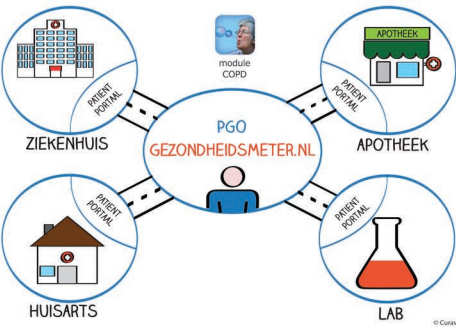 module
COPD
APOTHEEK
PATIENT
PORTAAL
PATIENT
PORTAAL
ZIEKENHUIS
APOTHEEK
PGO
GEZONDHEIDSMETER.NL
PATIENT
PORTAAL
PATIENT
PORTAAL
HUISARTS
LAB